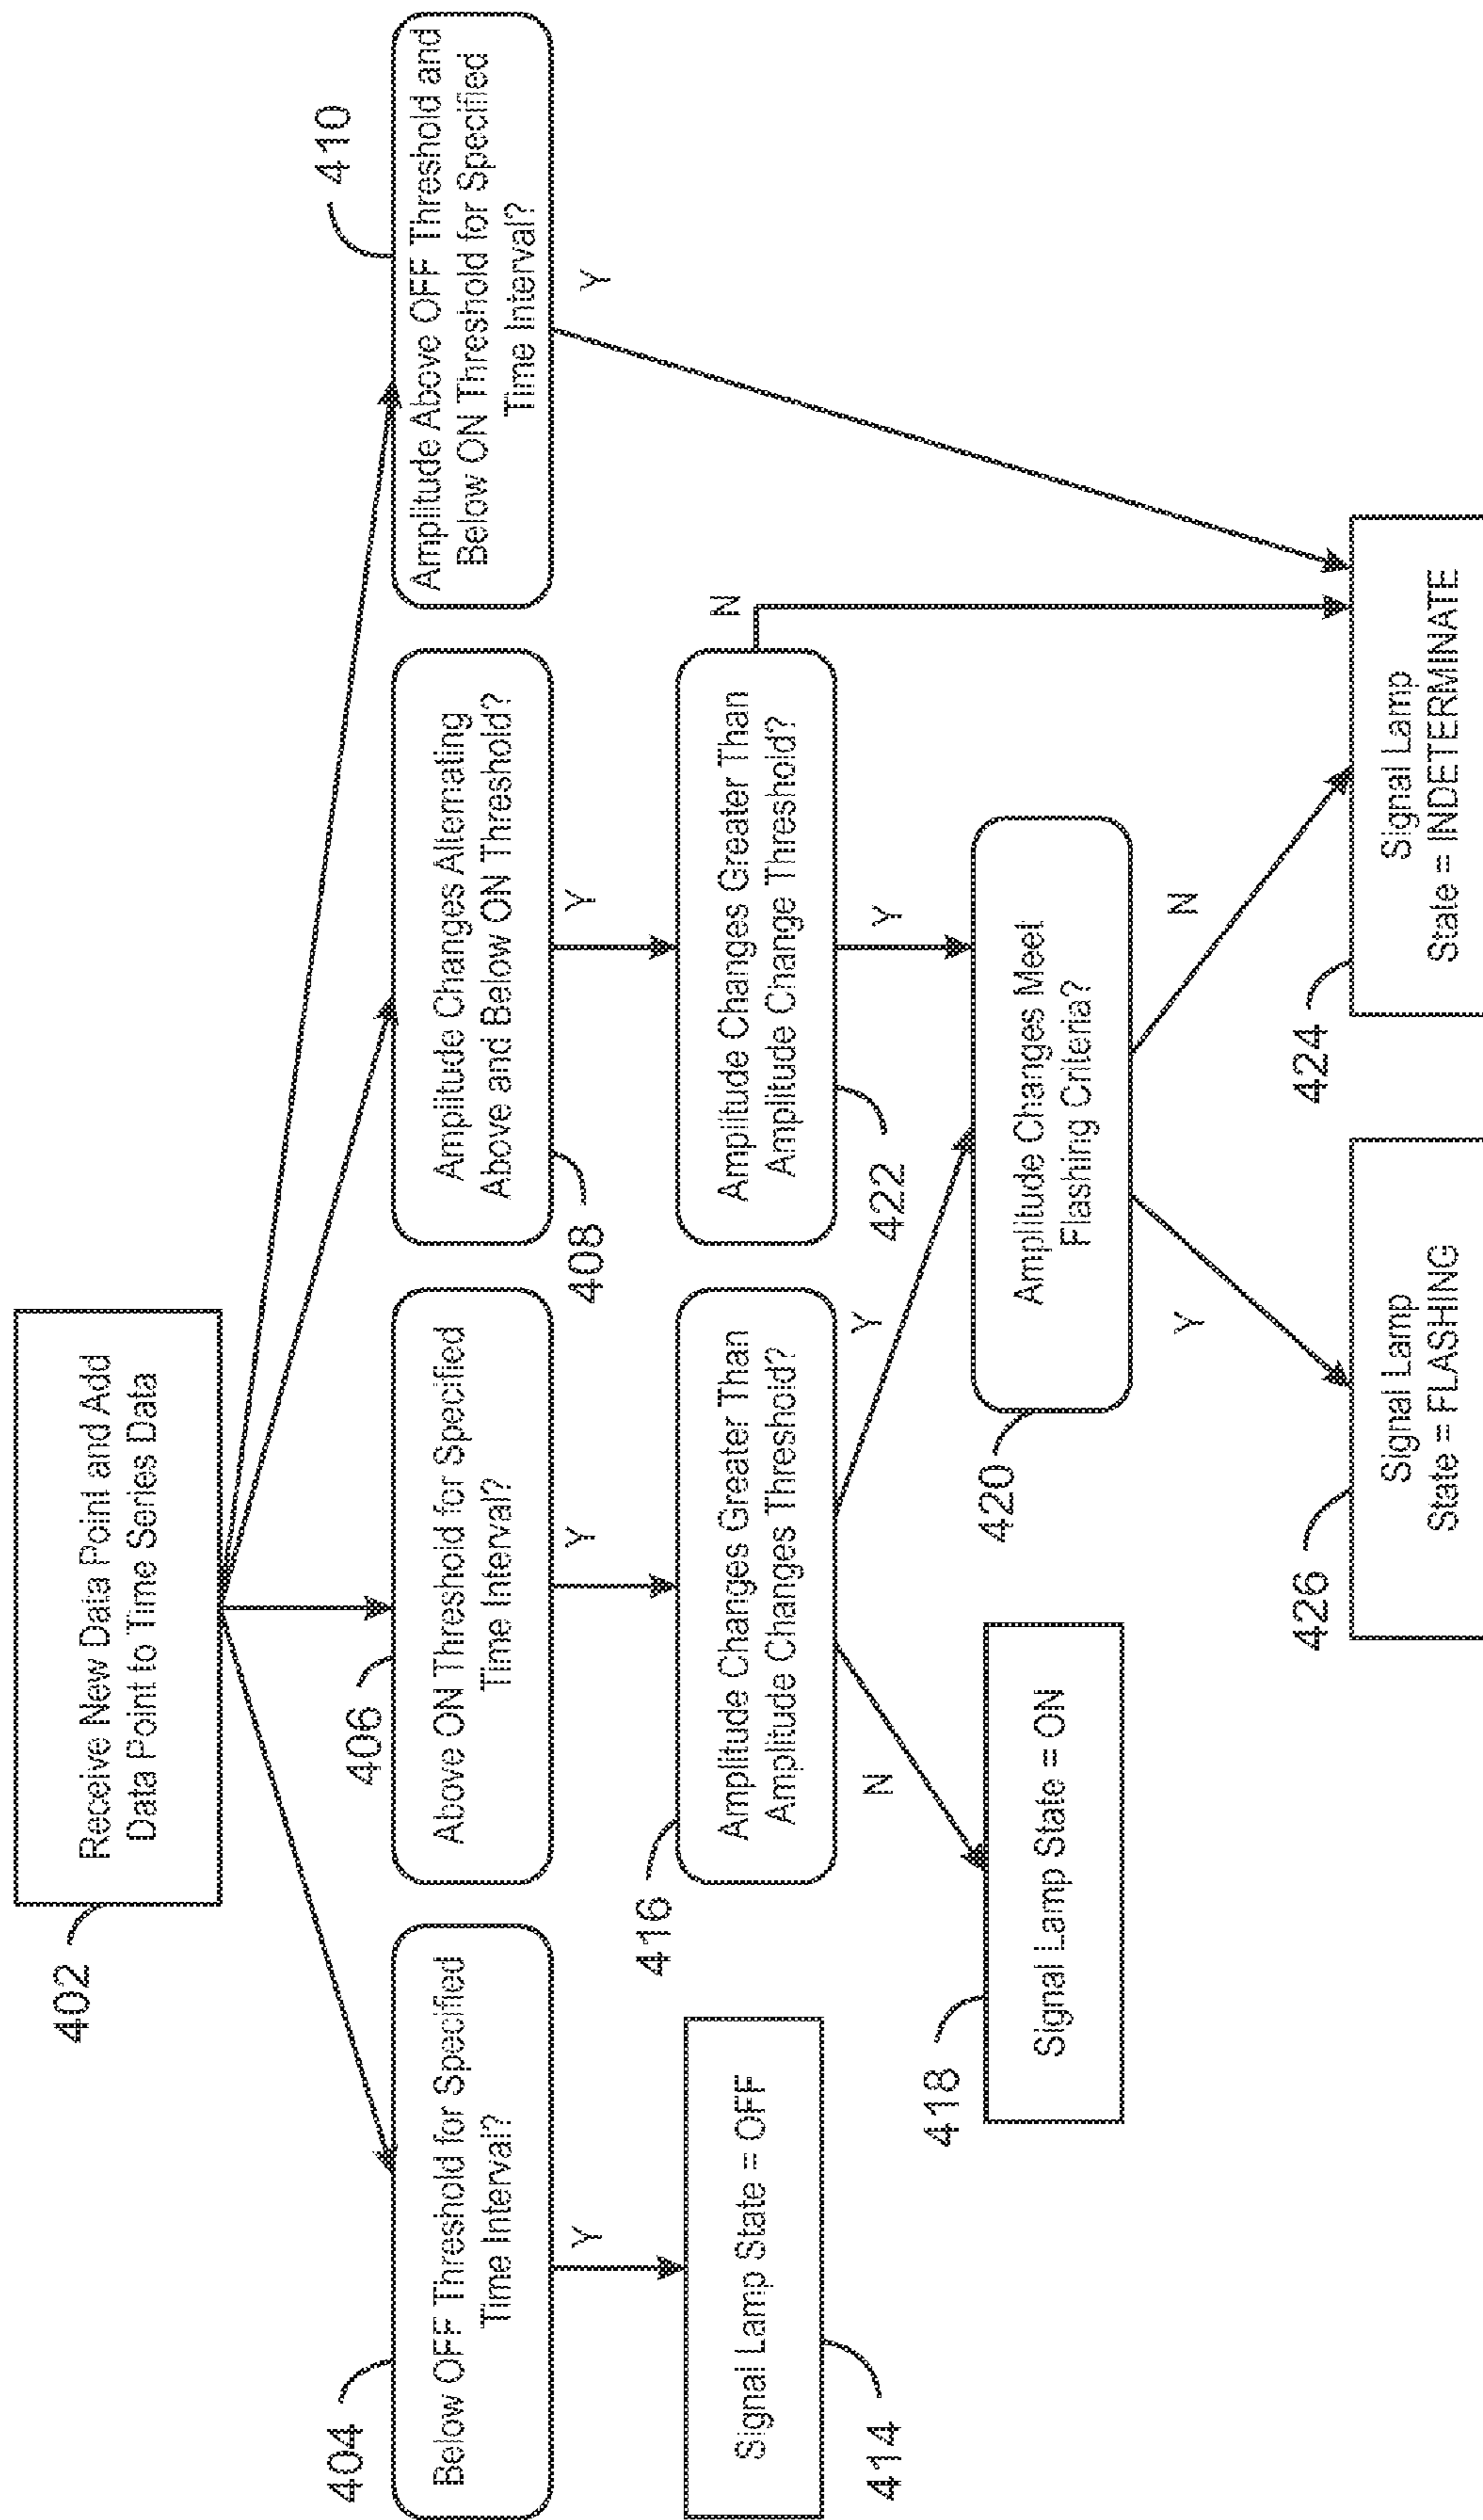 402
Receive New Data Point and Add
Data Point to Time Series Data
404
Below OFF Threshold for Specified
Time Interval?
406
Above ON Threshold for Specified
Time Interval?
408
Amplitude Changes Alternating
Above and Below ON Threshold?
410
Amplitude Above OFF Threshold and
Below ON Threshold for Specified
Time Interval?
Y
Y
Y
Y
414
Signal Lamp State = OFF
416
Amplitude Changes Greater Than
Amplitude Changes Threshold?
422
Amplitude Changes Greater Than
Amplitude Change Threshold?
N
N
Y
Y
418
Signal Lamp State = ON
420
Amplitude Changes Meet
Flashing Criteria?
Y
N
426
Signal Lamp
State = FLASHING
424
Signal Lamp
State = INDETERMINATE